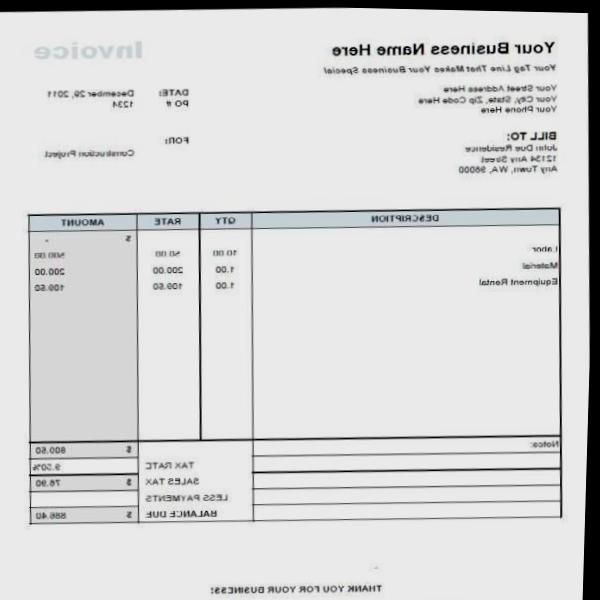 Your Business Name Here Invoice
Your Tag Line That Makes Your Business Special
Your Street Address Here DATE: December 29, 2011
Your City, State, Zip Code Here PO # 1234
Your Phone Here
BILL TO: FOR:
John Due Residence Construction Project
12134 Any Street
Any Town, WA, 98000
DESCRIPTION QTY RATE AMOUNT
$ -
Labor 10.00 50.00 500.00
Material 1.00 200.00 200.00
Equipment Rental 1.00 109.50 109.50
Notes: $ 809.50
TAX RATE 9.50%
SALES TAX $ 76.90
LESS PAYMENTS
BALANCE DUE $ 886.40
THANK YOU FOR YOUR BUSINESS!